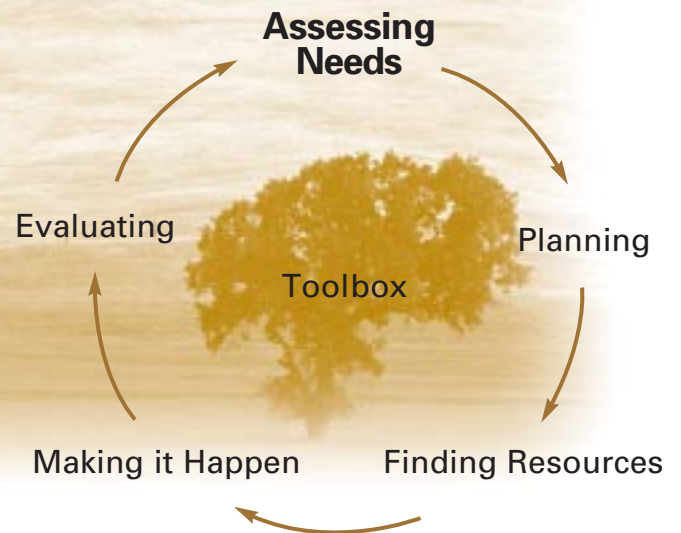 Assessing
Needs
Evaluating
Planning
Toolbox
Making it Happen
Finding Resources